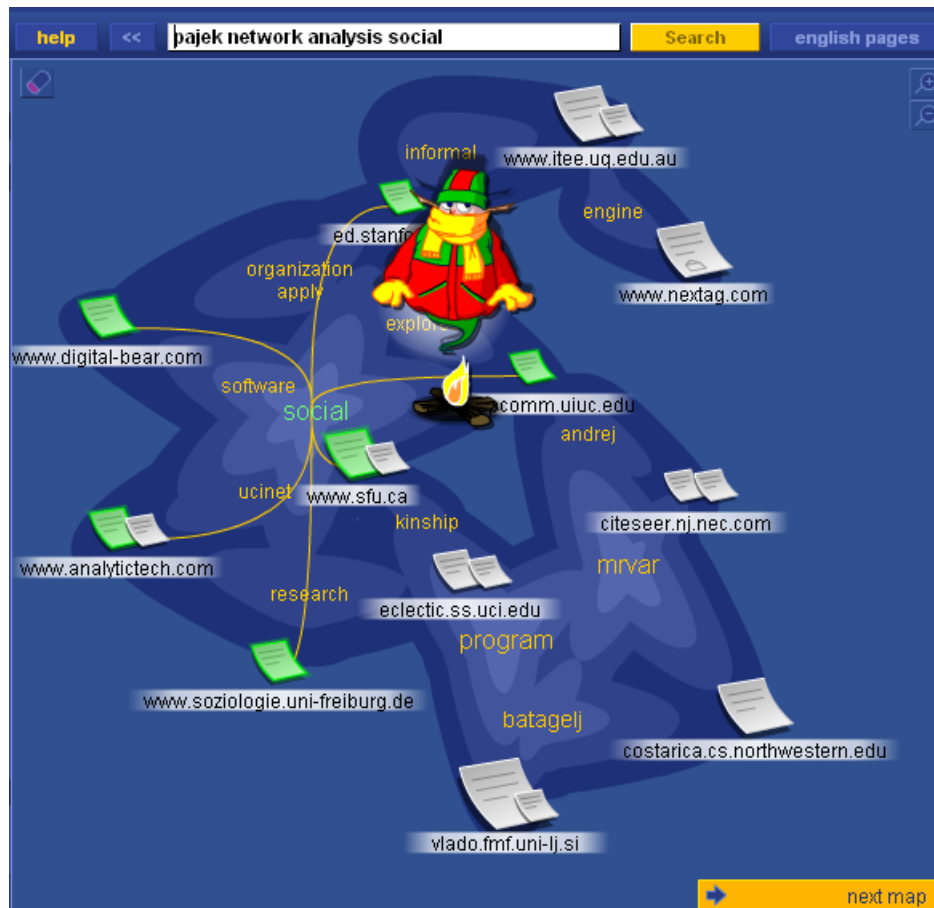 help
<<
pajek network analysis social
Search
english pages
informal
www.itee.uq.edu.au
engine
ed.stanfo
organization
apply
www.nextag.com
explore
www.digital-bear.com
software
social
comm.uiuc.edu
andrej
ucinet
www.sfu.ca
kinship
citeseer.nj.nec.com
www.analytictech.com
mrvar
research
eclectic.ss.uci.edu
program
www.soziologie.uni-freiburg.de
batagelj
costarica.cs.northwestern.edu
vlado.fmf.uni-lj.si
next map